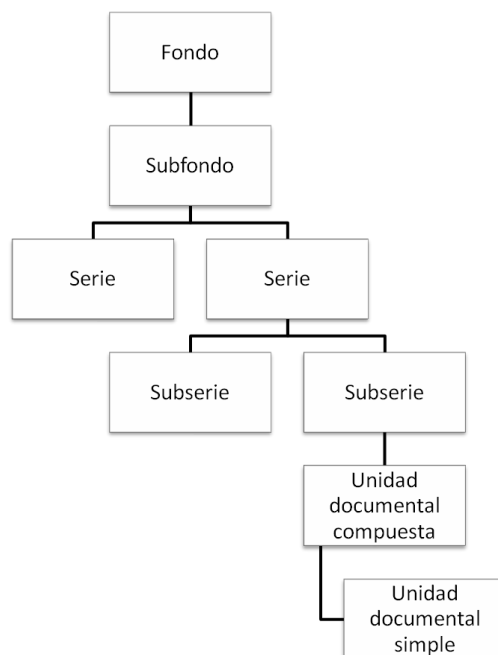 Fondo
Subfondo
Serie
Serie
Subserie
Subserie
Unidad
documental
compuesta
Unidad
documental
simple